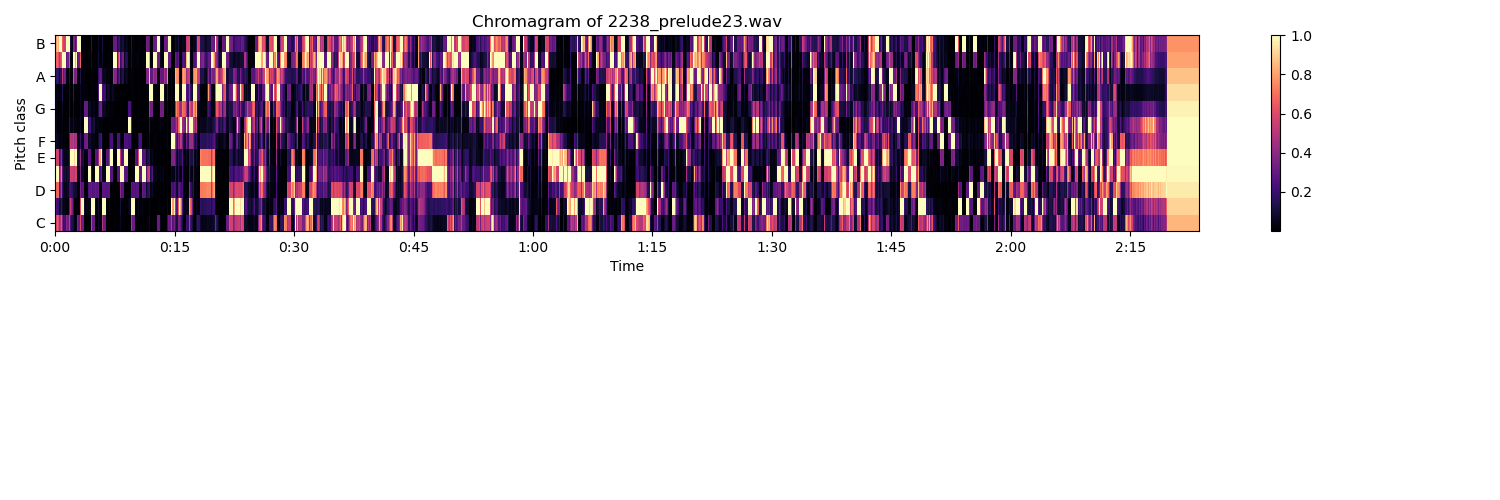 Chromagram of 2238_prelude23.wav
B
A
G
F
E
D
C
Pitch class
0:00 0:15 0:30 0:45 1:00 1:15 1:30 1:45 2:00 2:15
Time
1.0
0.8
0.6
0.4
0.2